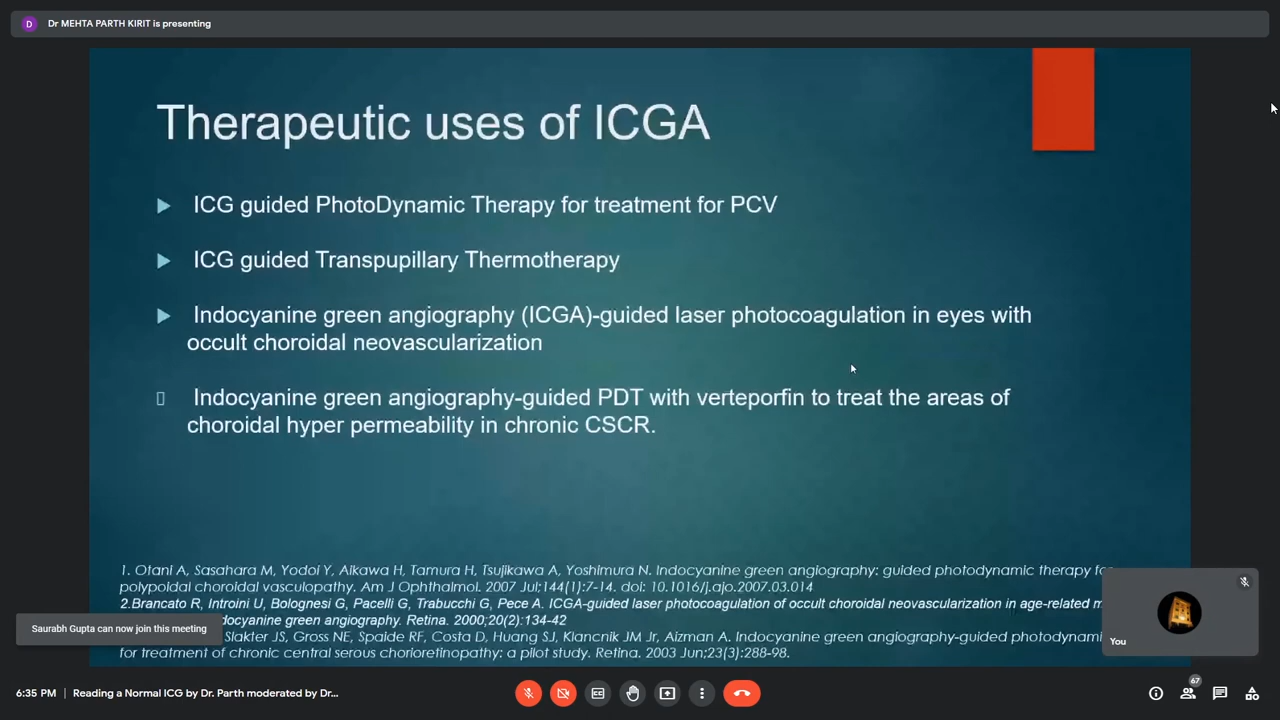 D Dr MEHTA PARTH KIRIT is presenting
Therapeutic uses of ICGA
ICG guided PhotoDynamic Therapy for treatment for PCV
ICG guided Transpupillary Thermotherapy
Indocyanine green angiography (ICGA)-guided laser photocoagulation in eyes with
occult choroidal neovascularization
Indocyanine green angiography-guided PDT with verteporfin to treat the areas of
choroidal hyper permeability in chronic CSCR.
1. Otani A, Sasahara M, Yodoi Y, Aikawa H, Tamura H, Tsujikawa A, Yoshimura N. Indocyanine green angiography: guided photodynamic therapy for
polypoidal choroidal vasculopathy. Am J Ophthalmol. 2007 Jul;144(1):7-14. doi: 10.1016/j.ajo.2007.03.014
2.Brancato R, Introini U, Bolognesi G, Pacelli G, Trabucchi G, Pece A. ICGA-guided laser photocoagulation of occult choroidal neovascularization in age-related
green angiography. Retina. 2000;20(2):134-42
Slakter JS, Gross NE, Spaide RF, Costa D, Huang SJ, Klancnik JM Jr, Aizman A. Indocyanine green angiography-guided
for treatment of chronic central serous chorioretinopathy: a pilot study. Retina. 2003 Jun;23(3):288-98.
Saurabh Gupta can now join this meeting
You
6:35 PM | Reading a Normal ICG by Dr. Parth moderated by Dr...
67